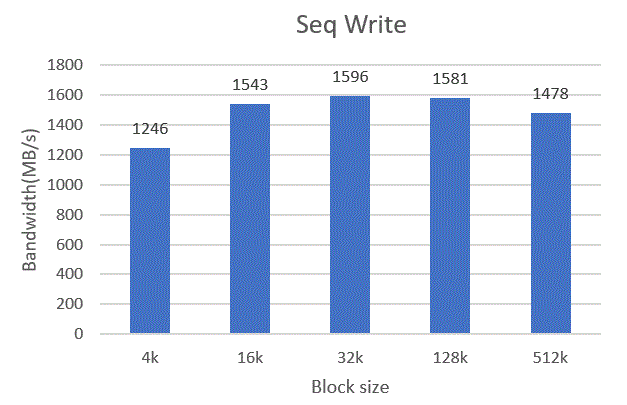 Seq Write
Bandwidth(MB/s)
1800
1600
1400
1200
1000
800
600
400
200
0
1246
1543
1596
1581
1478
4k
16k
32k
128k
512k
Block size